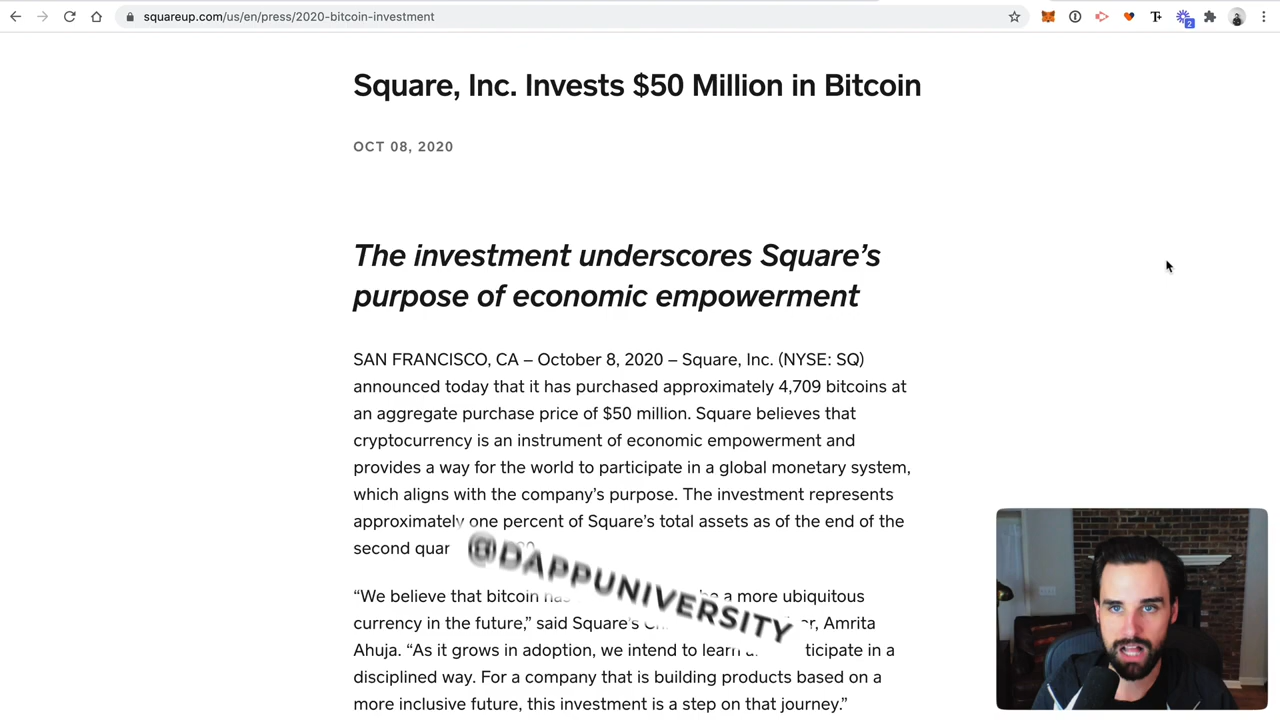 squareup.com/us/en/press/2020-bitcoin-investment
2
Square, Inc. Invests $50 Million in Bitcoin
OCT 08, 2020
The investment underscores Square’s
purpose of economic empowerment
SAN FRANCISCO, CA – October 8, 2020 – Square, Inc. (NYSE: SQ)
announced today that it has purchased approximately 4,709 bitcoins at
an aggregate purchase price of $50 million. Square believes that
cryptocurrency is an instrument of economic empowerment and
provides a way for the world to participate in a global monetary system,
which aligns with the company’s purpose. The investment represents
approximately one percent of Square’s total assets as of the end of the
second
@DAPPUNIVERSITY
“We believe that bitcoin a more ubiquitous
currency in the future,” said Square’s Amrita
Ahuja. “As it grows in adoption, we intend to learn in a
disciplined way. For a company that is building products based on a
more inclusive future, this investment is a step on that journey.”